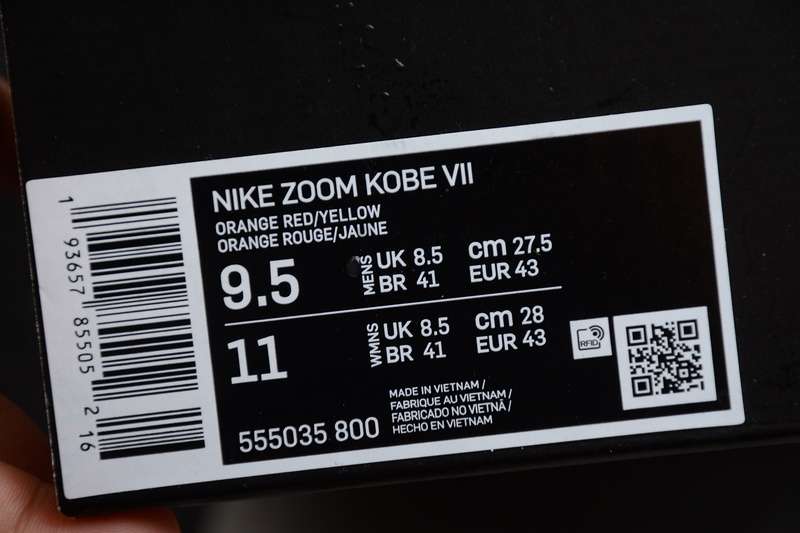 NIKE ZOOM KOBE VII
ORANGE RED/YELLOW
ORANGE ROUGE/JAUNE
9.5 MENS UK 8.5 cm 27.5
BR 41 EUR 43
11 WMNS UK 8.5 cm 28
BR 41 EUR 43
RFID
555035 800
MADE IN VIETNAM /
FABRIQUE AU VIETNAM /
FABRICADO NO VIETNÃ /
HECHO EN VIETNAM
1 93657 85505 2 16